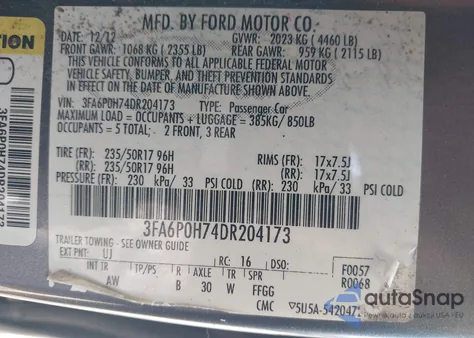 MFD. BY FORD MOTOR CO.
DATE: 12/12 GVWR: 2023 KG (4460 LB)
FRONT GAWR: 1068 KG (2355 LB) REAR GAWR: 959 KG (2115 LB)
THIS VEHICLE CONFORMS TO ALL APPLICABLE FEDERAL MOTOR
VEHICLE SAFETY, BUMPER, AND THEFT PREVENTION STANDARDS
IN EFFECT ON THE DATE OF MANUFACTURE SHOWN ABOVE.
VIN: 3FA6P0H74DR204173 TYPE: Passenger Car
MAXIMUM LOAD = OCCUPANTS + LUGGAGE = 385KG/850LB
OCCUPANTS = 5 TOTAL: 2 FRONT, 3 REAR
TIRE (FR): 235/50R17 96H RIMS (FR): 17x7.5J
(RR): 235/50R17 96H (RR): 17x7.5J
PRESSURE (FR): 230 kPa/ 33 PSI COLD (RR): 230 kPa/ 33 PSI COLD
3FA6P0H74DR204173
TRAILER TOWING - SEE OWNER GUIDE
EXT PNT: UJ RC: 16 DSO: F0057
R0068
INT TR TP/PS R AXLE TR SPR
AW B 30 W FFGG
CMC 5U5A-54204
3FA6P0H74DR204173
autoSnap